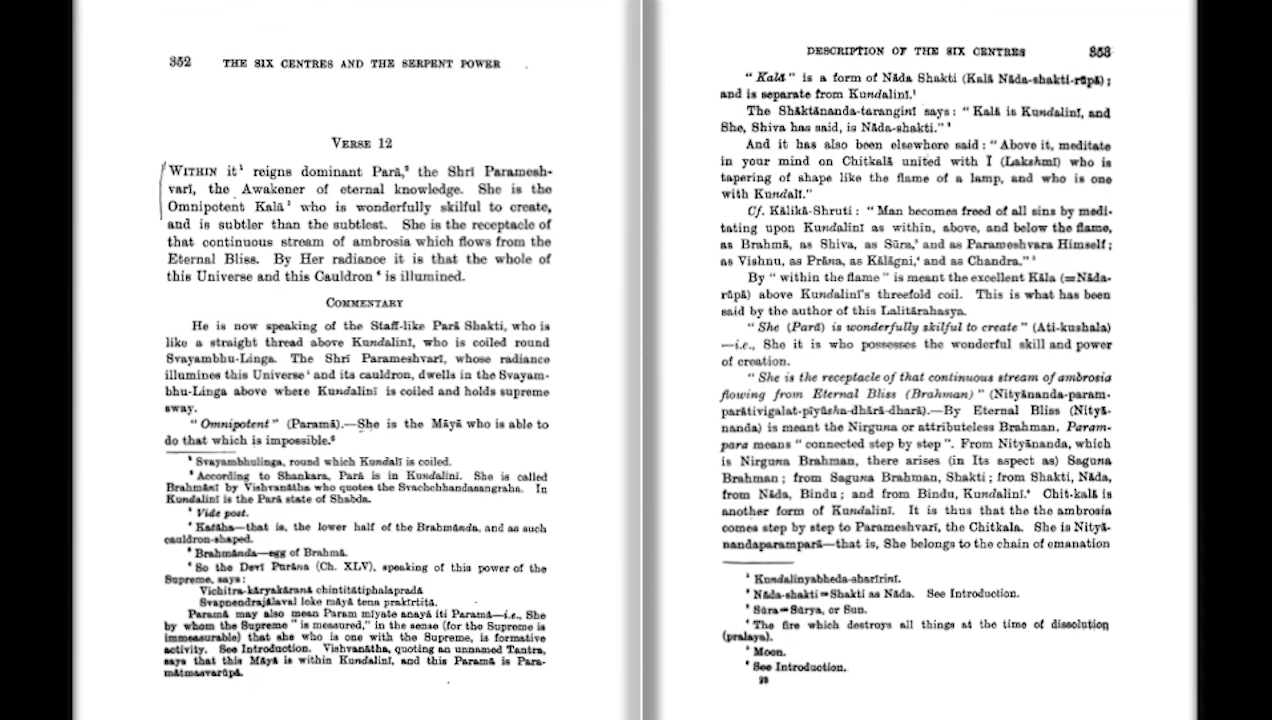 352 THE SIX CENTRES AND THE SERPENT POWER
VERSE 12
WITHIN it¹ reigns dominant Parā,² the Shrī Paramesh-
varī, the Awakener of eternal knowledge. She is the
Omnipotent Kalā³ who is wonderfully skilful to create,
and is subtler than the subtlest. She is the receptacle of
that continuous stream of ambrosia which flows from the
Eternal Bliss. By Her radiance it is that the whole of
this Universe and this Cauldron⁴ is illumined.
COMMENTARY
He is now speaking of the Staff-like Parā Shakti, who is
like a straight thread above Kundalinī, who is coiled round
Svayambhu-Linga. The Shrī Parameshvarī, whose radiance
illumines this Universe⁵ and its cauldron, dwells in the Svayam-
bhu-Linga above where Kundalinī is coiled and holds supreme
sway.
"Omnipotent" (Paramā).—She is the Māyā who is able to
do that which is impossible.⁶
¹ Svayambhulinga, round which Kundalī is coiled.
² According to Shankara, Parā is in Kundalinī. She is called
Brahmānī by Vishvanātha who quotes the Svachchhandasangraha. In
Kundalinī is the Parā state of Shabda.
³ Vide post.
⁴ Katāha—that is, the lower half of the Brahmānda, and as such
cauldron-shaped.
⁵ Brahmānda—egg of Brahmā.
⁶ So the Devī Purāna (Ch. XLV), speaking of this power of the
Supreme, says:
Vichitra-kāryakāranā chintitātiphalapradā
Svapnendrajālaval loke māyā tena prakīrtitā.
Paramā may also mean Param mīyate anayā iti Paramā—i.e., She
by whom the Supreme "is measured," in the sense (for the Supreme is
immeasurable) that she who is one with the Supreme, is formative
activity. See Introduction. Vishvanātha, quoting an unnamed Tantra,
says that this Māyā is within Kundalinī, and this Paramā is Para-
mātmasvarūpā.
DESCRIPTION OF THE SIX CENTRES 353
"Kalā" is a form of Nāda Shakti (Kalā Nāda-shakti-rūpā);
and is separate from Kundalinī.¹
The Shāktānanda-taranginī says: "Kalā is Kundalinī, and
She, Shiva has said, is Nāda-shakti."²
And it has also been elsewhere said: "Above it, meditate
in your mind on Chitkalā united with I (Lakshmī) who is
tapering of shape like the flame of a lamp, and who is one
with Kundalī."
Cf. Kālikā-Shruti: "Man becomes freed of all sins by medi-
tating upon Kundalinī as within, above, and below the flame,
as Brahmā, as Shiva, as Sūra,³ and as Parameshvara Himself;
as Vishnu, as Prāna, as Kālāgni,⁴ and as Chandra."⁵
By "within the flame" is meant the excellent Kāla (=Nāda-
rūpā) above Kundalinī's threefold coil. This is what has been
said by the author of this Lalitārahasya.
"She (Parā) is wonderfully skilful to create" (Ati-kushala)
—i.e., She it is who possesses the wonderful skill and power
of creation.
"She is the receptacle of that continuous stream of ambrosia
flowing from Eternal Bliss (Brahman)" (Nityānanda-param-
parātivigalat-pīyūsha-dhārā-dharā).—By Eternal Bliss (Nityā-
nanda) is meant the Nirguna or attributeless Brahman, Param-
para means "connected step by step". From Nityānanda, which
is Nirguna Brahman, there arises (in Its aspect as) Saguna
Brahman; from Saguna Brahman, Shakti; from Shakti, Nāda,
from Nāda, Bindu; and from Bindu, Kundalinī.⁶ Chit-kalā is
another form of Kundalinī. It is thus that the the ambrosia
comes step by step to Parameshvarī, the Chitkala. She is Nityā-
nandaparamparā—that is, She belongs to the chain of emanation
¹ Kundalinyabheda-sharīrinī.
² Nāda-shakti=Shakti as Nāda. See Introduction.
³ Sūra=Sūrya, or Sun.
⁴ The fire which destroys all things at the time of dissolution
(pralaya).
⁵ Moon.
⁶ See Introduction.
23